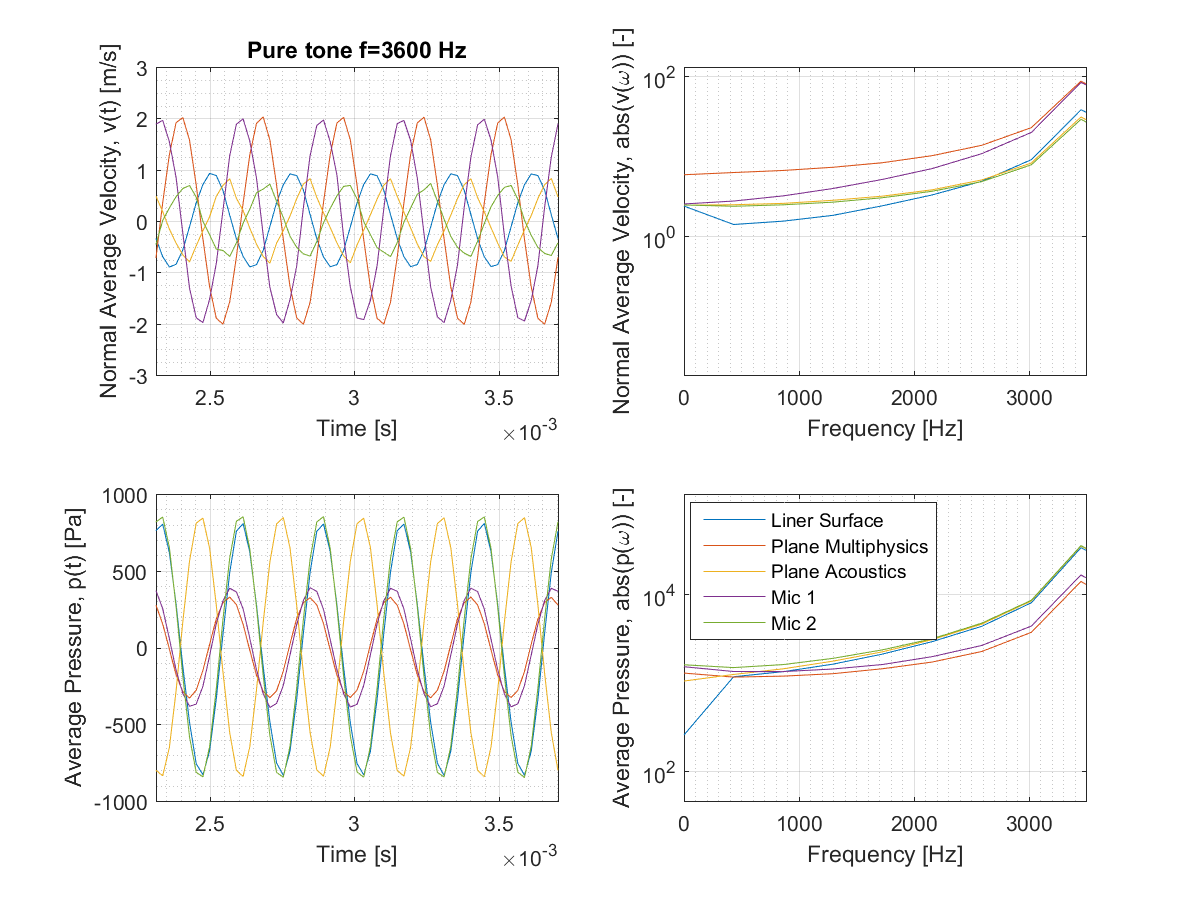 Pure tone f=3600 Hz
Normal Average Velocity, v(t) [m/s]
3
2
1
0
-1
-2
-3
2.5
3
3.5
×10⁻³
Time [s]
Normal Average Velocity, abs(v(ω)) [-]
10²
10⁰
0
1000
2000
3000
Frequency [Hz]
Average Pressure, p(t) [Pa]
1000
500
0
-500
-1000
2.5
3
3.5
×10⁻³
Time [s]
Average Pressure, abs(p(ω)) [-]
10⁴
10²
Liner Surface
Plane Multiphysics
Plane Acoustics
Mic 1
Mic 2
0
1000
2000
3000
Frequency [Hz]